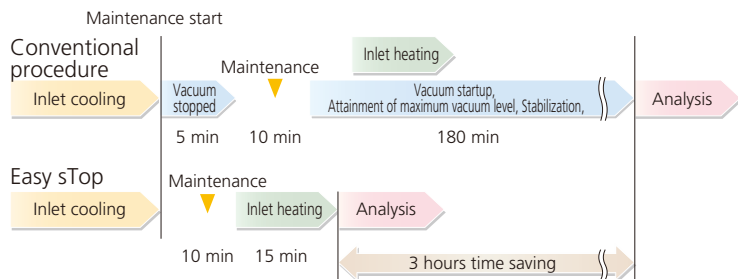 Maintenance start
Conventional
procedure
Inlet heating
Maintenance
Inlet cooling
Vacuum
stopped
Vacuum startup,
Attainment of maximum vacuum level, Stabilization,
Analysis
5 min
10 min
180 min
Easy sTop
Maintenance
Inlet cooling
Inlet heating
Analysis
10 min
15 min
3 hours time saving